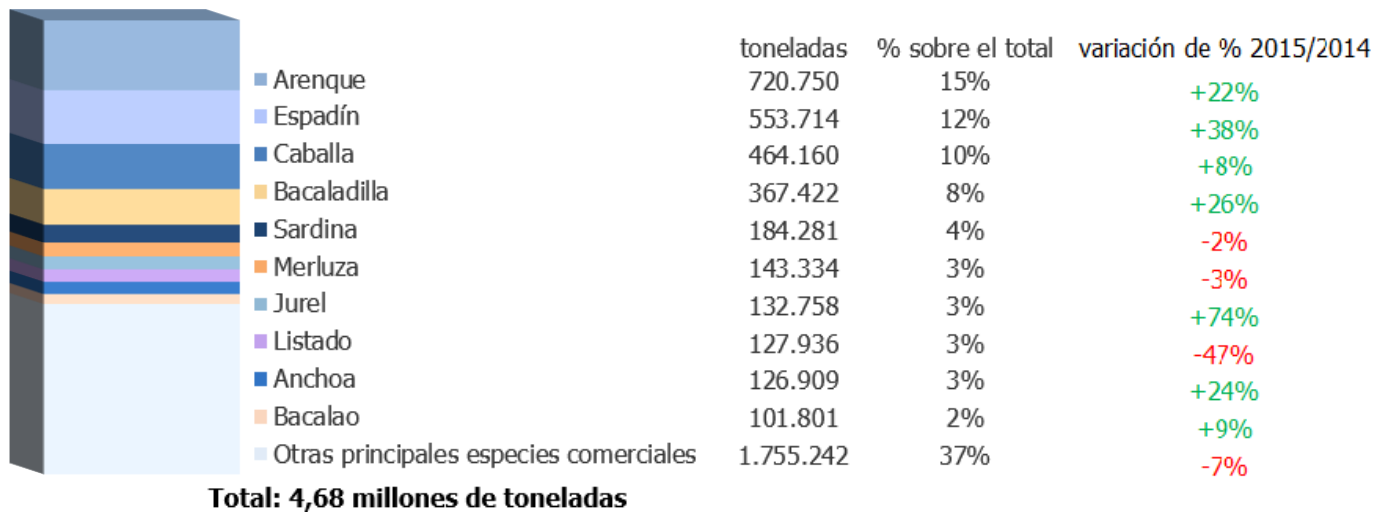 toneladas % sobre el total variación de % 2015/2014
Arenque 720.750 15% +22%
Espadín 553.714 12% +38%
Caballa 464.160 10% +8%
Bacaladilla 367.422 8% +26%
Sardina 184.281 4% -2%
Merluza 143.334 3% -3%
Jurel 132.758 3% +74%
Listado 127.936 3% -47%
Anchoa 126.909 3% +24%
Bacalao 101.801 2% +9%
Otras principales especies comerciales 1.755.242 37% -7%
Total: 4,68 millones de toneladas